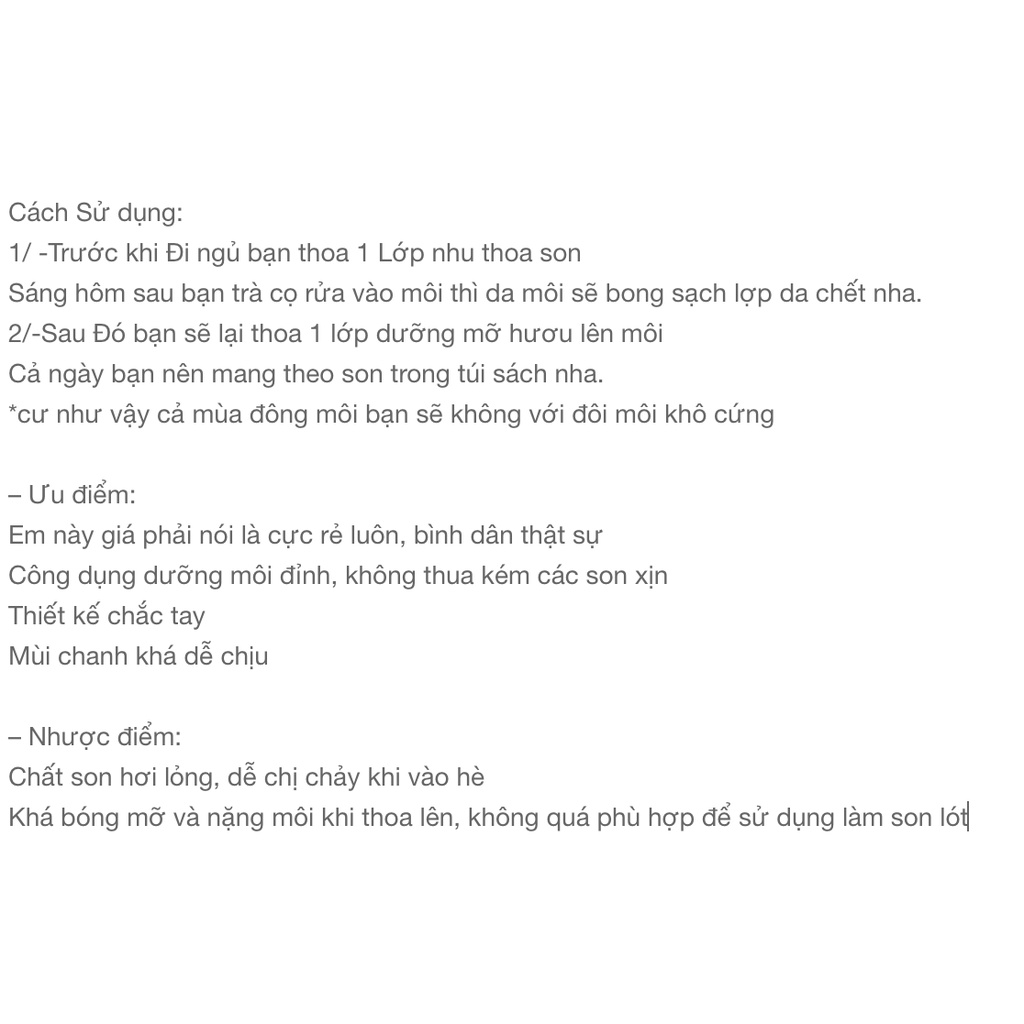 Cách Sử dụng:
1/ -Trước khi Đi ngủ bạn thoa 1 Lớp nhu thoa son
Sáng hôm sau bạn trà cọ rửa vào môi thì da môi sẽ bong sạch lợp da chết nha.
2/-Sau Đó bạn sẽ lại thoa 1 lớp dưỡng mỡ hươu lên môi
Cả ngày bạn nên mang theo son trong túi sách nha.
*cư như vậy cả mùa đông môi bạn sẽ không với đôi môi khô cứng
– Ưu điểm:
Em này giá phải nói là cực rẻ luôn, bình dân thật sự
Công dụng dưỡng môi đỉnh, không thua kém các son xịn
Thiết kế chắc tay
Mùi chanh khá dễ chịu
– Nhược điểm:
Chất son hơi lỏng, dễ chị chảy khi vào hè
Khá bóng mỡ và nặng môi khi thoa lên, không quá phù hợp để sử dụng làm son lót